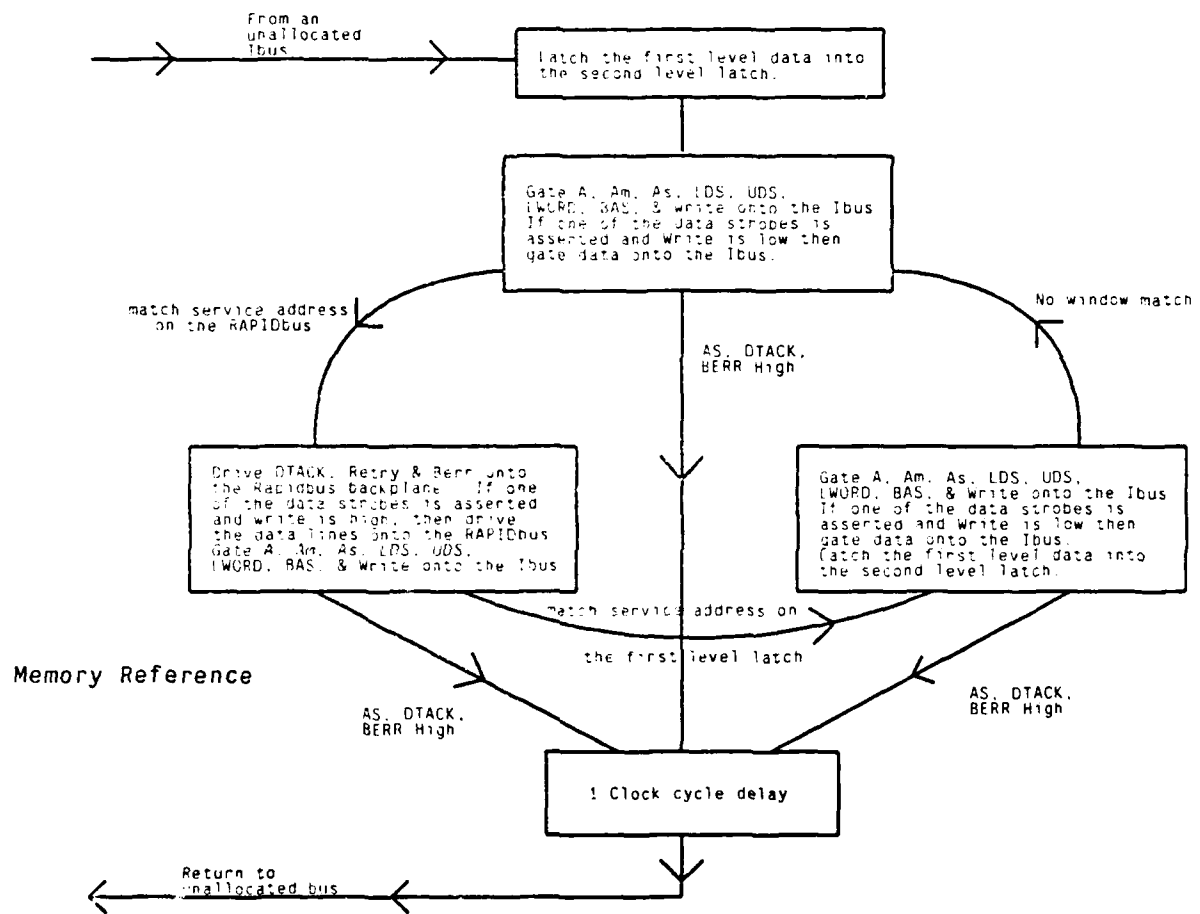 From an
unallocated
Ibus
Latch the first level data into
the second level latch.
Gate A, Am, As, LDS, UDS,
LWORD, BAS, & write onto the Ibus
If one of the data strobes is
asserted and Write is low then
gate data onto the Ibus.
match service address
on the RAPIDbus
No window match
AS, DTACK,
BERR High
Drive DTACK, Retry & Berr onto
the Rapidbus backplane If one
of the data strobes is asserted
and write is high, then drive
the data lines onto the RAPIDbus
Gate A, Am, As, LDS, UDS,
LWORD, BAS, & Write onto the Ibus
Gate A, Am, As, LDS, UDS,
LWORD, BAS, & Write onto the Ibus
If one of the data strobes is
asserted and Write is low then
gate data onto the Ibus.
Latch the first level data into
the second level latch.
match service address on
the first level latch
Memory Reference
AS, DTACK,
BERR High
AS, DTACK,
BERR High
1 Clock cycle delay
Return to
unallocated bus